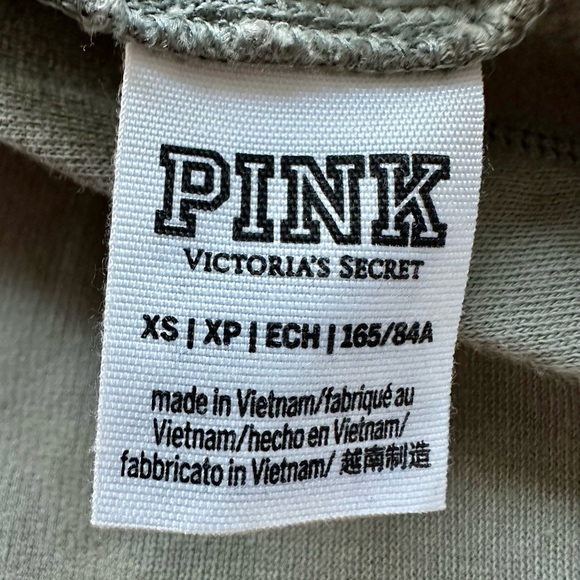 PINK
VICTORIA'S SECRET
XS | XP | ECH | 165/84A
made in Vietnam/fabriqué au
Vietnam/hecho en Vietnam/
fabbricato in Vietnam/ 越南制造